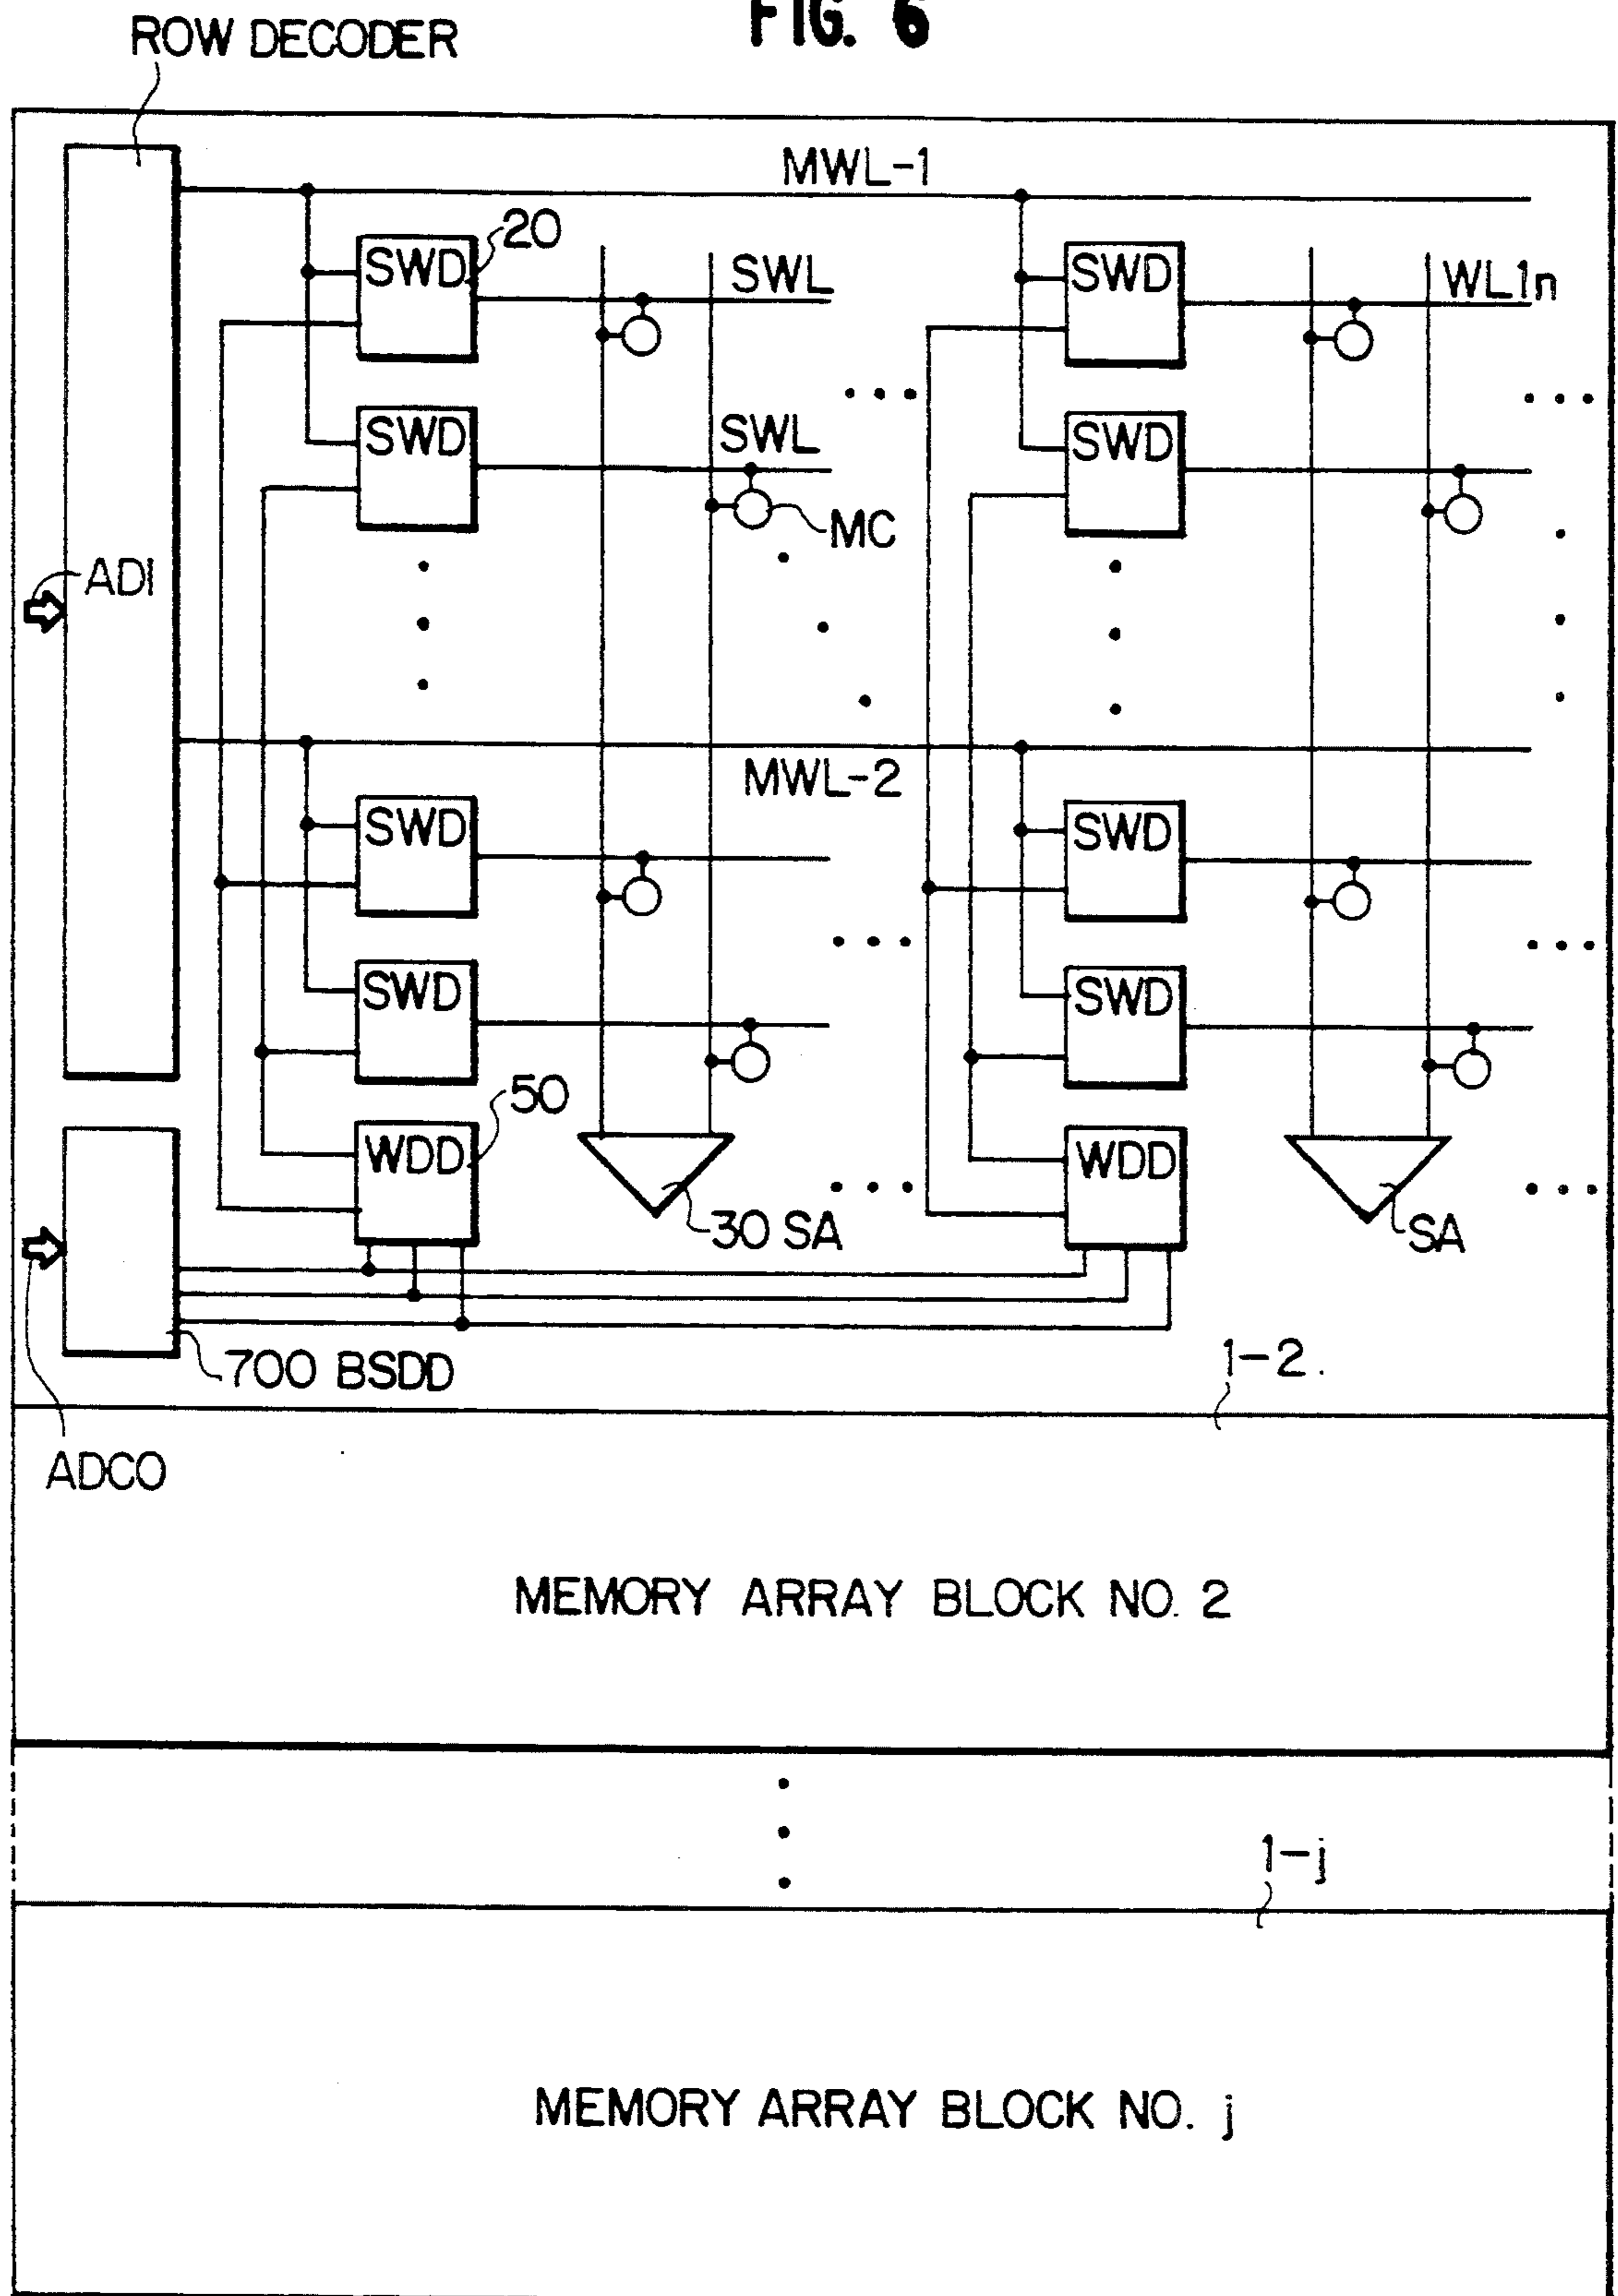 FIG. 6
ROW DECODER
MWL-1
20
SWD
SWL
SWD
WL1n
SWD
SWL
SWD
MC
ADI
MWL-2
SWD
SWD
SWD
SWD
50
WDD
WDD
30 SA
SA
700 BSDD
1-2
ADCO
MEMORY ARRAY BLOCK NO. 2
1-j
MEMORY ARRAY BLOCK NO. j